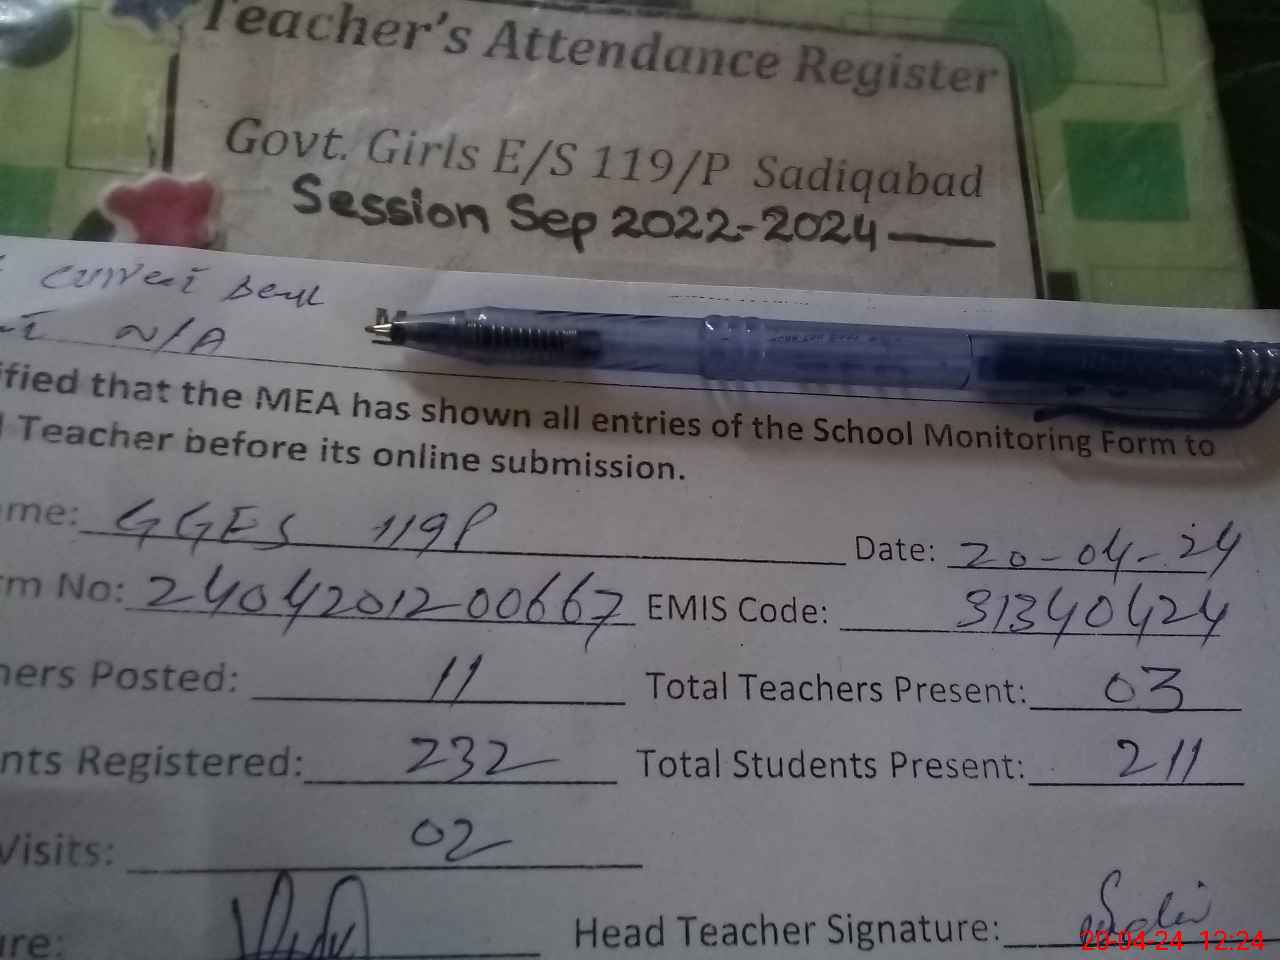 Teacher's Attendance Register
Govt. Girls E/S 119/P Sadiqabad
Session Sep 2022-2024
current
N/A
ified that the MEA has shown all entries of the School Monitoring Form to
Teacher before its online submission.
me: GGES 119P Date: 20-04-24
rm No: 2404201200667 EMIS Code: 31340424
hers Posted: 11 Total Teachers Present: 03
nts Registered: 232 Total Students Present: 211
Visits: 02
ure: Head Teacher Signature:
20-04-24 12:24